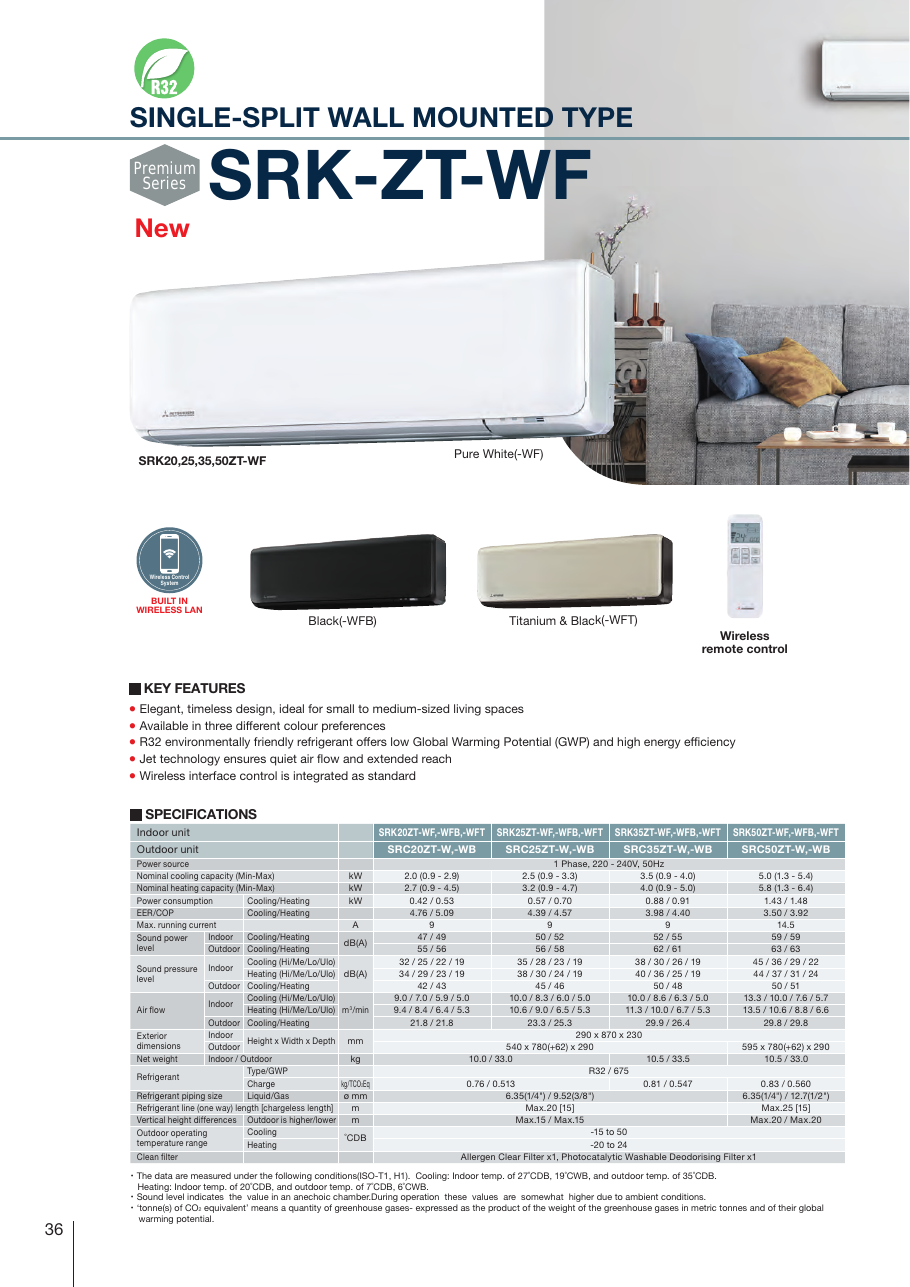 R32
SINGLE-SPLIT WALL MOUNTED TYPE
Premium
Series
SRK-ZT-WF
New
SRK20,25,35,50ZT-WF
Pure White(-WF)
Wireless Control
System
BUILT IN
WIRELESS LAN
Black(-WFB)
Titanium & Black(-WFT)
Wireless
remote control
KEY FEATURES
• Elegant, timeless design, ideal for small to medium-sized living spaces
• Available in three different colour preferences
• R32 environmentally friendly refrigerant offers low Global Warming Potential (GWP) and high energy efficiency
• Jet technology ensures quiet air flow and extended reach
• Wireless interface control is integrated as standard
SPECIFICATIONS
Indoor unit SRK20ZT-WF,-WFB,-WFT SRK25ZT-WF,-WFB,-WFT SRK35ZT-WF,-WFB,-WFT SRK50ZT-WF,-WFB,-WFT
Outdoor unit SRC20ZT-W,-WB SRC25ZT-W,-WB SRC35ZT-W,-WB SRC50ZT-W,-WB
Power source 1 Phase, 220 - 240V, 50Hz
Nominal cooling capacity (Min-Max) kW 2.0 (0.9 - 2.9) 2.5 (0.9 - 3.3) 3.5 (0.9 - 4.0) 5.0 (1.3 - 5.4)
Nominal heating capacity (Min-Max) kW 2.7 (0.9 - 4.5) 3.2 (0.9 - 4.7) 4.0 (0.9 - 5.0) 5.8 (1.3 - 6.4)
Power consumption Cooling/Heating kW 0.42 / 0.53 0.57 / 0.70 0.88 / 0.91 1.43 / 1.48
EER/COP Cooling/Heating 4.76 / 5.09 4.39 / 4.57 3.98 / 4.40 3.50 / 3.92
Max. running current A 9 9 9 14.5
Sound power level Indoor Cooling/Heating dB(A) 47 / 49 50 / 52 52 / 55 59 / 59
Outdoor Cooling/Heating 55 / 56 56 / 58 62 / 61 63 / 63
Sound pressure level Indoor Cooling (Hi/Me/Lo/Ulo) dB(A) 32 / 25 / 22 / 19 35 / 28 / 23 / 19 38 / 30 / 26 / 19 45 / 36 / 29 / 22
Heating (Hi/Me/Lo/Ulo) 34 / 29 / 23 / 19 38 / 30 / 24 / 19 40 / 36 / 25 / 19 44 / 37 / 31 / 24
Outdoor Cooling/Heating 42 / 43 45 / 46 50 / 48 50 / 51
Air flow Indoor Cooling (Hi/Me/Lo/Ulo) m³/min 9.0 / 7.0 / 5.9 / 5.0 10.0 / 8.3 / 6.0 / 5.0 10.0 / 8.6 / 6.3 / 5.0 13.3 / 10.0 / 7.6 / 5.7
Heating (Hi/Me/Lo/Ulo) 9.4 / 8.4 / 6.4 / 5.3 10.6 / 9.0 / 6.5 / 5.3 11.3 / 10.0 / 6.7 / 5.3 13.5 / 10.6 / 8.8 / 6.6
Outdoor Cooling/Heating 21.8 / 21.8 23.3 / 25.3 29.9 / 26.4 29.8 / 29.8
Exterior dimensions Indoor Height x Width x Depth mm 290 x 870 x 230
Outdoor 540 x 780(+62) x 290 595 x 780(+62) x 290
Net weight Indoor / Outdoor kg 10.0 / 33.0 10.5 / 33.5 10.5 / 33.0
Refrigerant Type/GWP R32 / 675
Charge kg/TCO₂Eq 0.76 / 0.513 0.81 / 0.547 0.83 / 0.560
Refrigerant piping size Liquid/Gas ø mm 6.35(1/4") / 9.52(3/8") 6.35(1/4") / 12.7(1/2")
Refrigerant line (one way) length [chargeless length] m Max.20 [15] Max.25 [15]
Vertical height differences Outdoor is higher/lower m Max.15 / Max.15 Max.20 / Max.20
Outdoor operating temperature range Cooling ˚CDB -15 to 50
Heating -20 to 24
Clean filter Allergen Clear Filter x1, Photocatalytic Washable Deodorising Filter x1
・The data are measured under the following conditions(ISO-T1, H1). Cooling: Indoor temp. of 27˚CDB, 19˚CWB, and outdoor temp. of 35˚CDB.
Heating: Indoor temp. of 20˚CDB, and outdoor temp. of 7˚CDB, 6˚CWB.
・Sound level indicates the value in an anechoic chamber.During operation these values are somewhat higher due to ambient conditions.
・'tonne(s) of CO₂ equivalent' means a quantity of greenhouse gases- expressed as the product of the weight of the greenhouse gases in metric tonnes and of their global
warming potential.
36